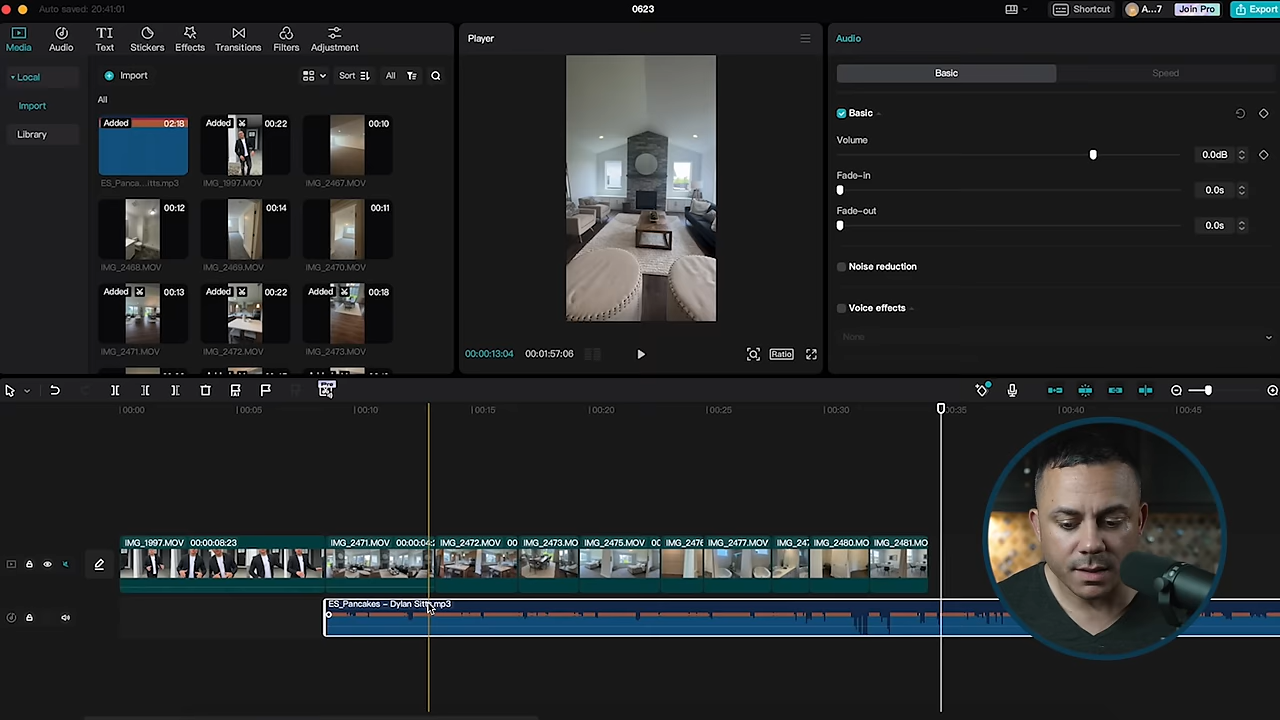 Auto saved: 20:41:01
0623
Shortcut
A...7
Join Pro
Export
Media
Audio
Text
Stickers
Effects
Transitions
Filters
Adjustment
Local
Import
Library
Import
Sort
All
All
Added
02:18
Added
00:22
00:10
ES_Panca...itts.mp3
IMG_1997.MOV
IMG_2467.MOV
00:12
00:14
00:11
IMG_2468.MOV
IMG_2469.MOV
IMG_2470.MOV
Added
00:13
Added
00:22
Added
00:18
IMG_2471.MOV
IMG_2472.MOV
IMG_2473.MOV
Player
00:00:13:04
00:01:57:06
Ratio
Audio
Basic
Speed
Basic
Volume
0.0dB
Fade-in
0.0s
Fade-out
0.0s
Noise reduction
Voice effects
None
Pro
00:00
00:05
00:10
00:15
00:20
00:25
00:30
00:35
00:40
00:45
IMG_1997.MOV 00:00:08:23
IMG_2471.MOV 00:00:04:
IMG_2472.MOV 00
IMG_2473.MO
IMG_2475.MOV 00
IMG_2476
IMG_2477.MOV
IMG_247
IMG_2480.MO
IMG_2481.MO
ES_Pancakes – Dylan Sitts.mp3